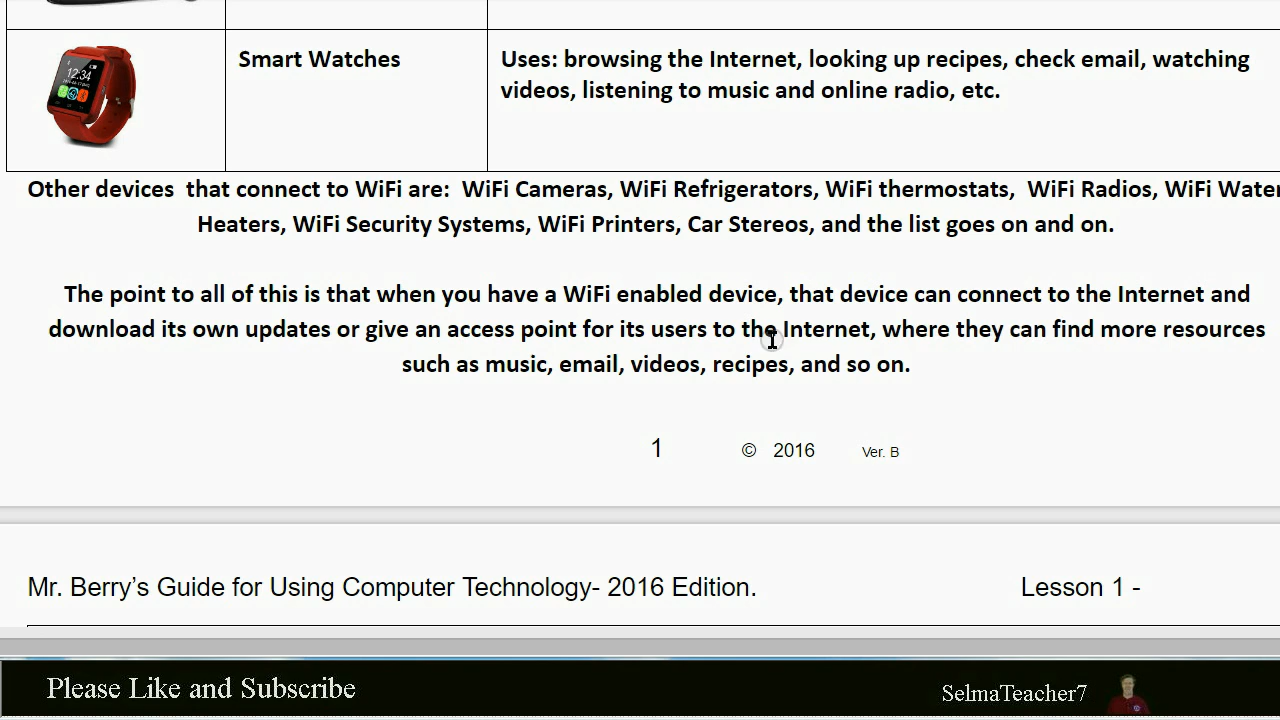 12:34
Smart Watches
Uses: browsing the Internet, looking up recipes, check email, watching
videos, listening to music and online radio, etc.
Other devices that connect to WiFi are: WiFi Cameras, WiFi Refrigerators, WiFi thermostats, WiFi Radios, WiFi Water
Heaters, WiFi Security Systems, WiFi Printers, Car Stereos, and the list goes on and on.
The point to all of this is that when you have a WiFi enabled device, that device can connect to the Internet and
download its own updates or give an access point for its users to the Internet, where they can find more resources
such as music, email, videos, recipes, and so on.
1 © 2016 Ver. B
Mr. Berry’s Guide for Using Computer Technology- 2016 Edition. Lesson 1 -
Please Like and Subscribe
SelmaTeacher7